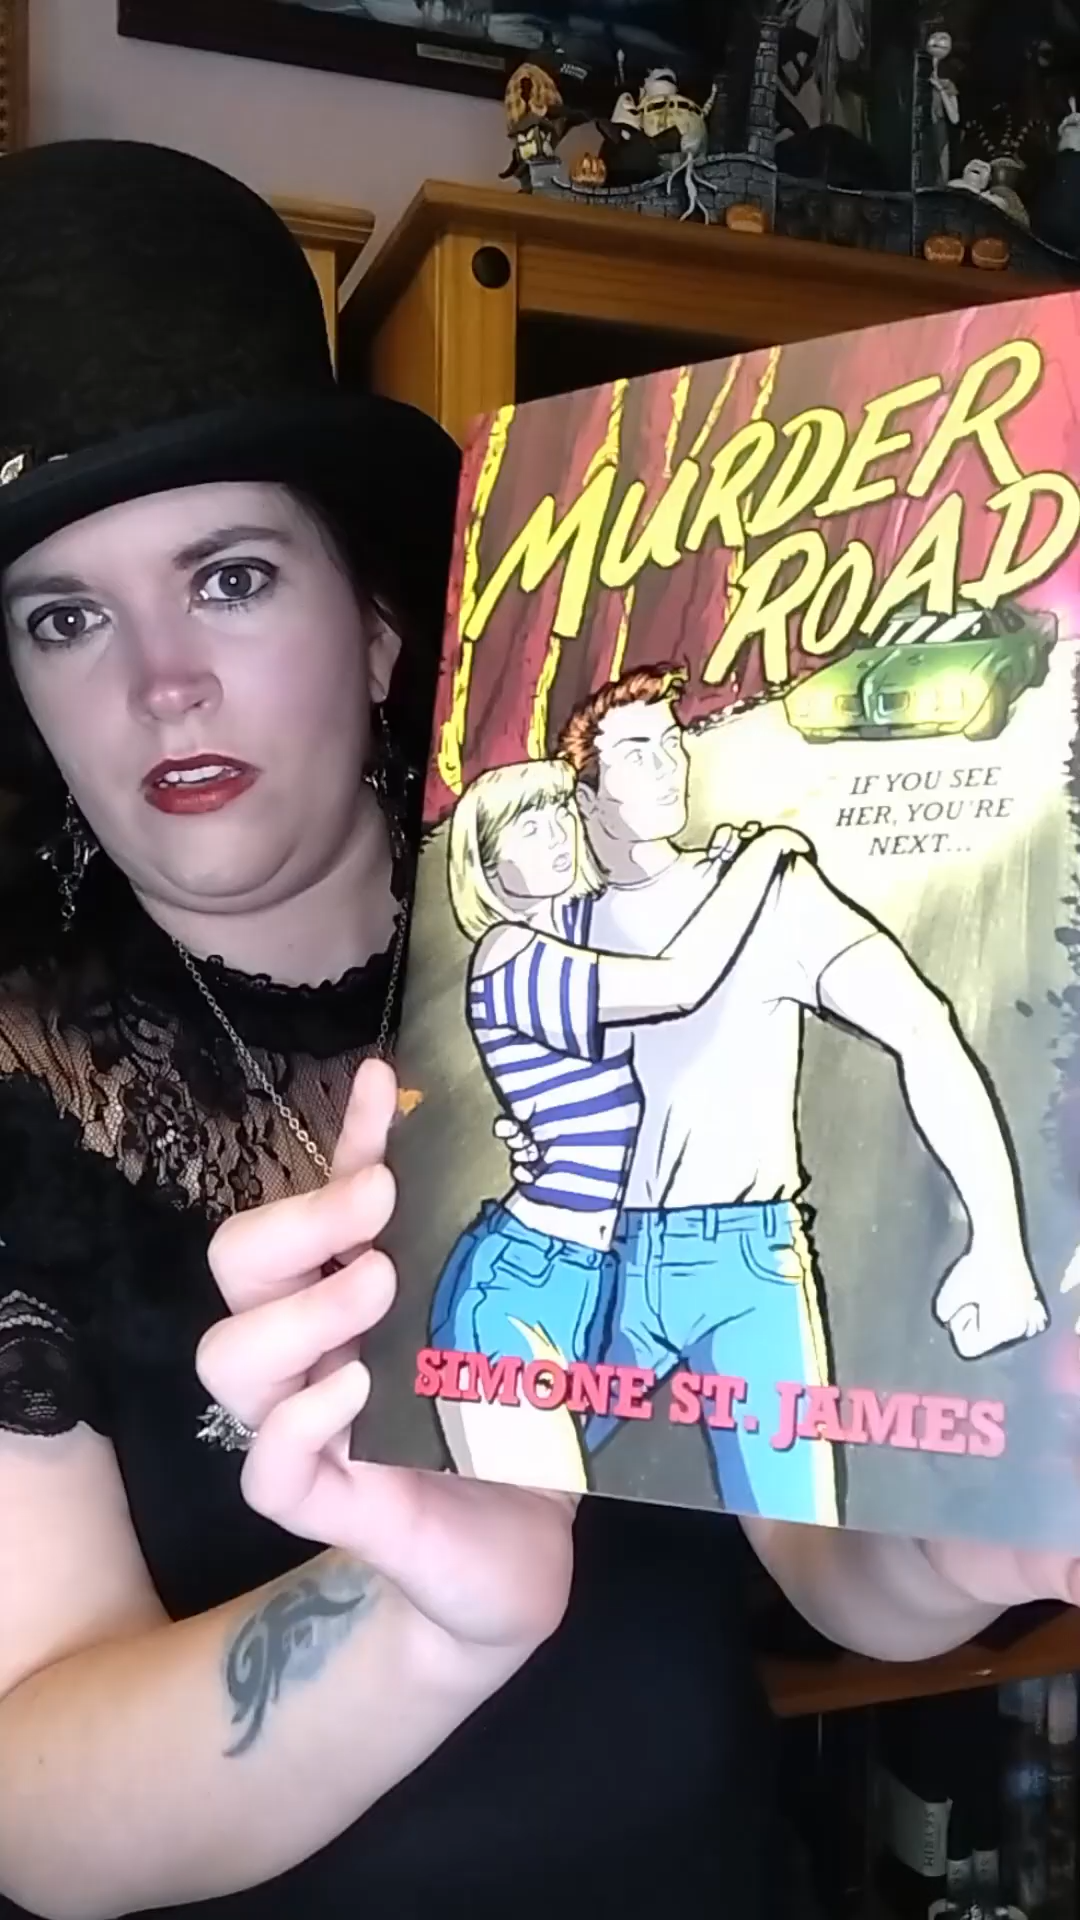 MURDER
ROAD
IF YOU SEE
HER, YOU'RE
NEXT...
SIMONE ST. JAMES